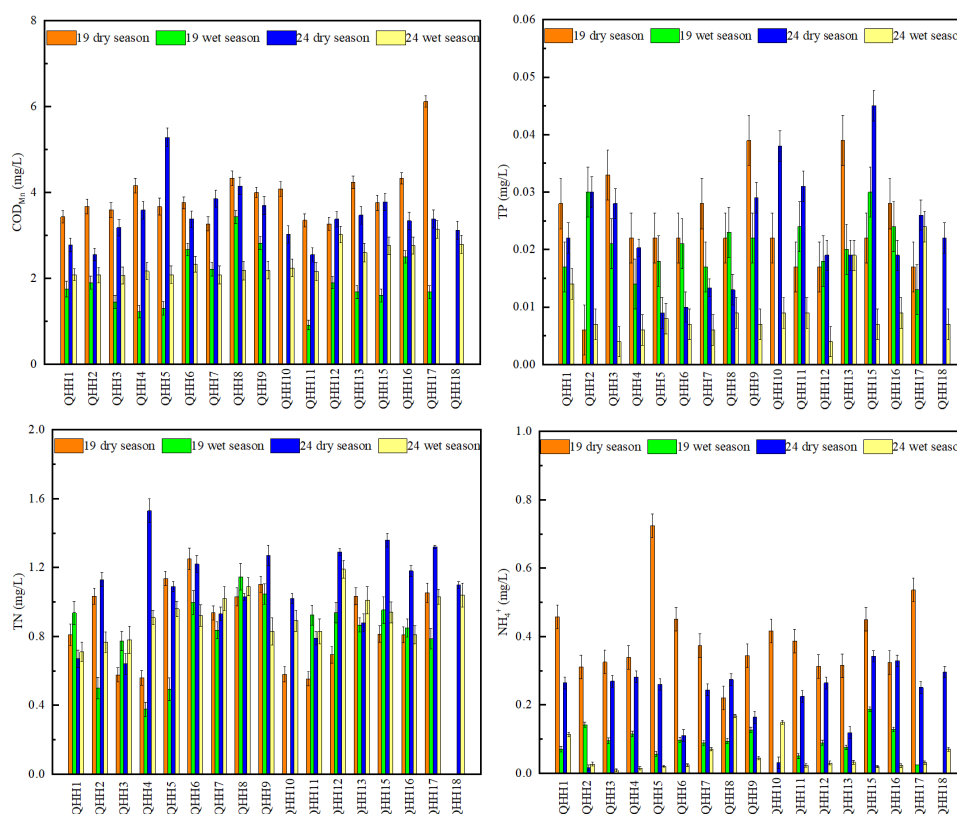 8
6
4
2
0
COD_Mn (mg/L)
19 dry season 19 wet season 24 dry season 24 wet season
QHH1 QHH2 QHH3 QHH4 QHH5 QHH6 QHH7 QHH8 QHH9 QHH10 QHH11 QHH12 QHH13 QHH15 QHH16 QHH17 QHH18
0.06
0.05
0.04
0.03
0.02
0.01
0.00
TP (mg/L)
19 dry season 19 wet season 24 dry season 24 wet season
QHH1 QHH2 QHH3 QHH4 QHH5 QHH6 QHH7 QHH8 QHH9 QHH10 QHH11 QHH12 QHH13 QHH15 QHH16 QHH17 QHH18
2.0
1.6
1.2
0.8
0.4
0.0
TN (mg/L)
19 dry season 19 wet season 24 dry season 24 wet season
QHH1 QHH2 QHH3 QHH4 QHH5 QHH6 QHH7 QHH8 QHH9 QHH10 QHH11 QHH12 QHH13 QHH15 QHH16 QHH17 QHH18
1.0
0.8
0.6
0.4
0.2
0.0
NH₄⁺ (mg/L)
19 dry season 19 wet season 24 dry season 24 wet season
QHH1 QHH2 QHH3 QHH4 QHH5 QHH6 QHH7 QHH8 QHH9 QHH10 QHH11 QHH12 QHH13 QHH15 QHH16 QHH17 QHH18